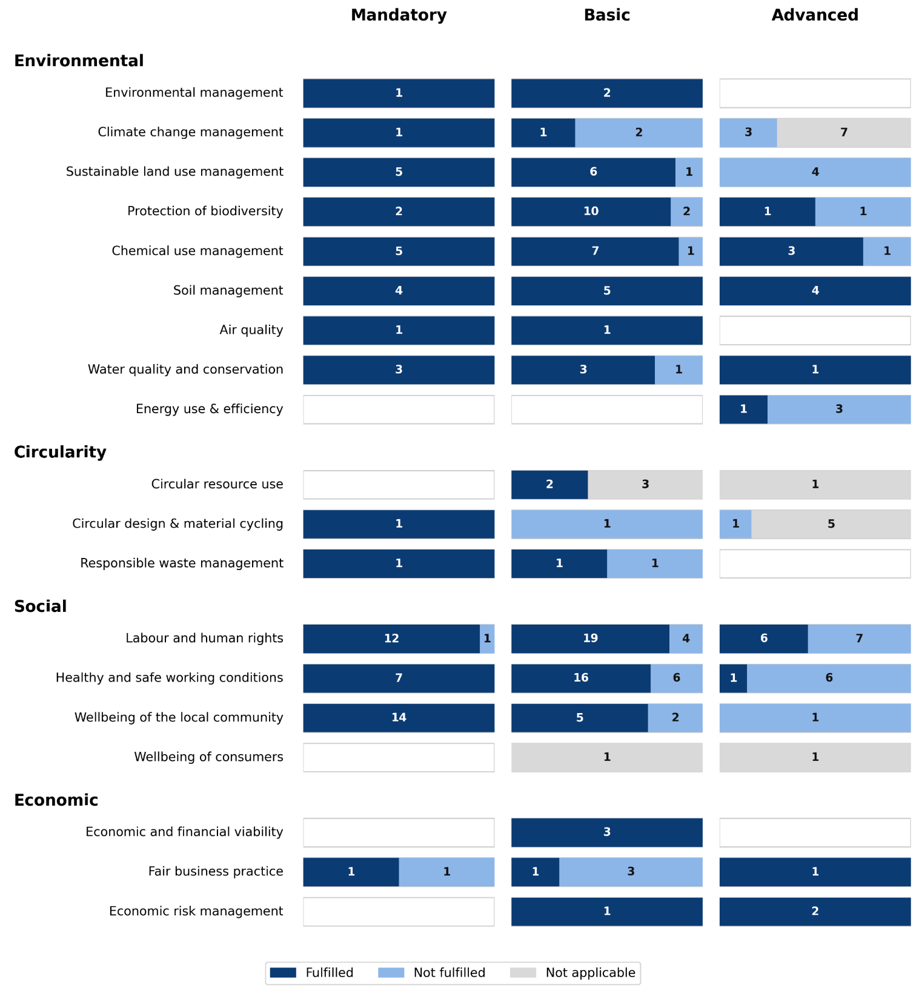 Mandatory Basic Advanced
Environmental
Environmental management 1 2
Climate change management 1 1 2 3 7
Sustainable land use management 5 6 1 4
Protection of biodiversity 2 10 2 1 1
Chemical use management 5 7 1 3 1
Soil management 4 5 4
Air quality 1 1
Water quality and conservation 3 3 1 1
Energy use & efficiency 1 3
Circularity
Circular resource use 2 3 1
Circular design & material cycling 1 1 1 5
Responsible waste management 1 1 1
Social
Labour and human rights 12 1 19 4 6 7
Healthy and safe working conditions 7 16 6 1 6
Wellbeing of the local community 14 5 2 1
Wellbeing of consumers 1 1
Economic
Economic and financial viability 3
Fair business practice 1 1 1 3 1
Economic risk management 1 2
Fulfilled Not fulfilled Not applicable